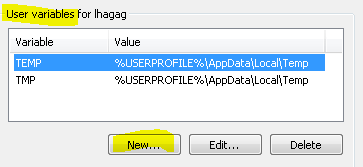 User variables for lhagag
Variable Value
TEMP %USERPROFILE%\AppData\Local\Temp
TMP %USERPROFILE%\AppData\Local\Temp
New... Edit... Delete